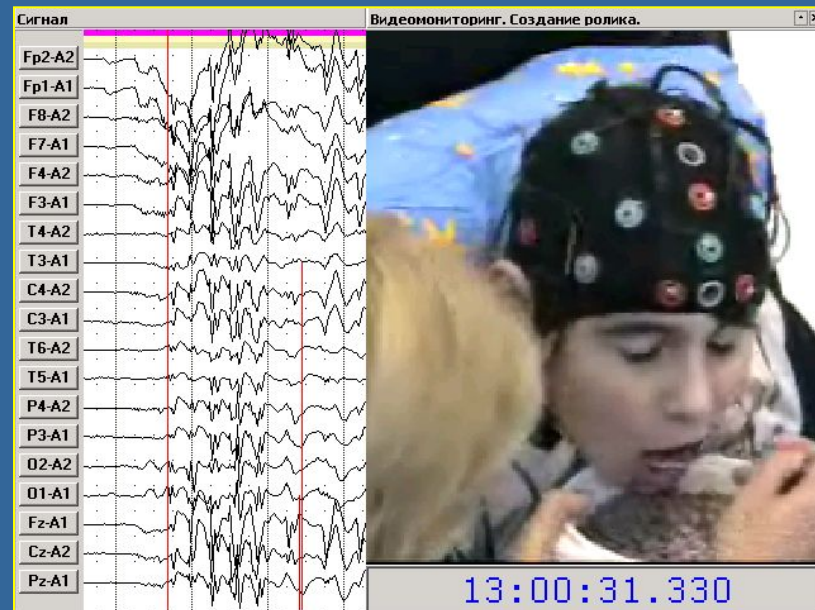 Сигнал
Видеомониторинг. Создание ролика.
Fp2-A2
Fp1-A1
F8-A2
F7-A1
F4-A2
F3-A1
T4-A2
T3-A1
C4-A2
C3-A1
T6-A2
T5-A1
P4-A2
P3-A1
O2-A2
O1-A1
Fz-A1
Cz-A2
Pz-A1
13:00:31.330